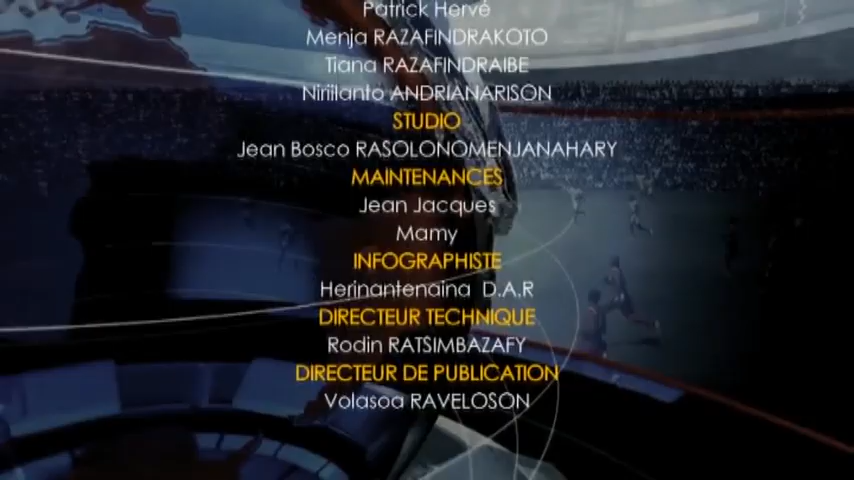 Patrick Hervé
Menja RAZAFINDRAKOTO
Tiana RAZAFINDRAIBE
Nirillanto ANDRIANARISON
STUDIO
Jean Bosco RASOLONOMENJANAHARY
MAINTENANCES
Jean Jacques
Mamy
INFOGRAPHISTE
Herinantenaina D.A.R
DIRECTEUR TECHNIQUE
Rodin RATSIMBAZAFY
DIRECTEUR DE PUBLICATION
Volasoa RAVELOSON